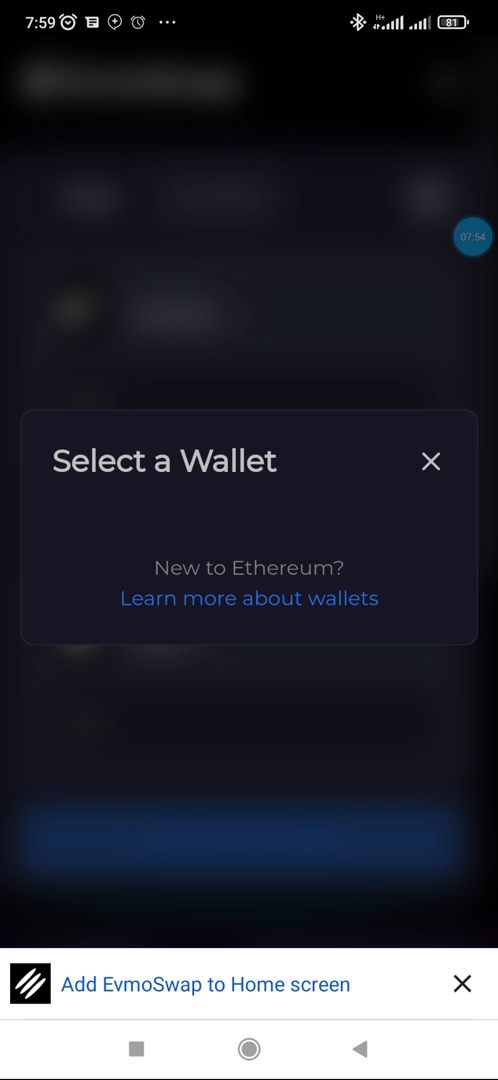 7:59
H+
81
07:54
Select a Wallet
New to Ethereum?
Learn more about wallets
Add EvmoSwap to Home screen